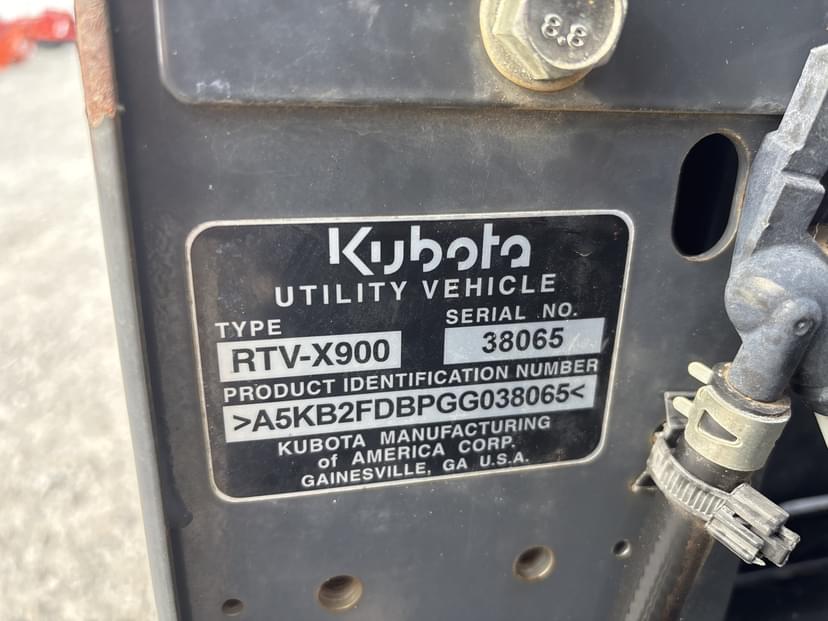 8.8
Kubota
UTILITY VEHICLE
TYPE
SERIAL NO.
RTV-X900
38065
PRODUCT IDENTIFICATION NUMBER
>A5KB2FDBPGG038065<
KUBOTA MANUFACTURING
of AMERICA CORP.
GAINESVILLE, GA U.S.A.